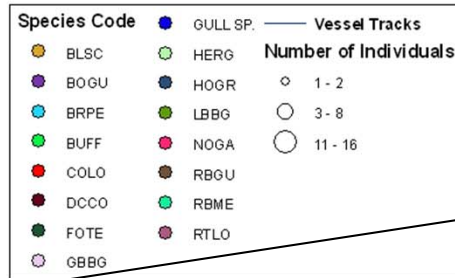 Species Code
BLSC
BOGU
BRPE
BUFF
COLO
DCCO
FOTE
GBBG
GULL SP.
HERG
HOGR
LBBG
NOGA
RBGU
RBME
RTLO
Vessel Tracks
Number of Individuals
1 - 2
3 - 8
11 - 16